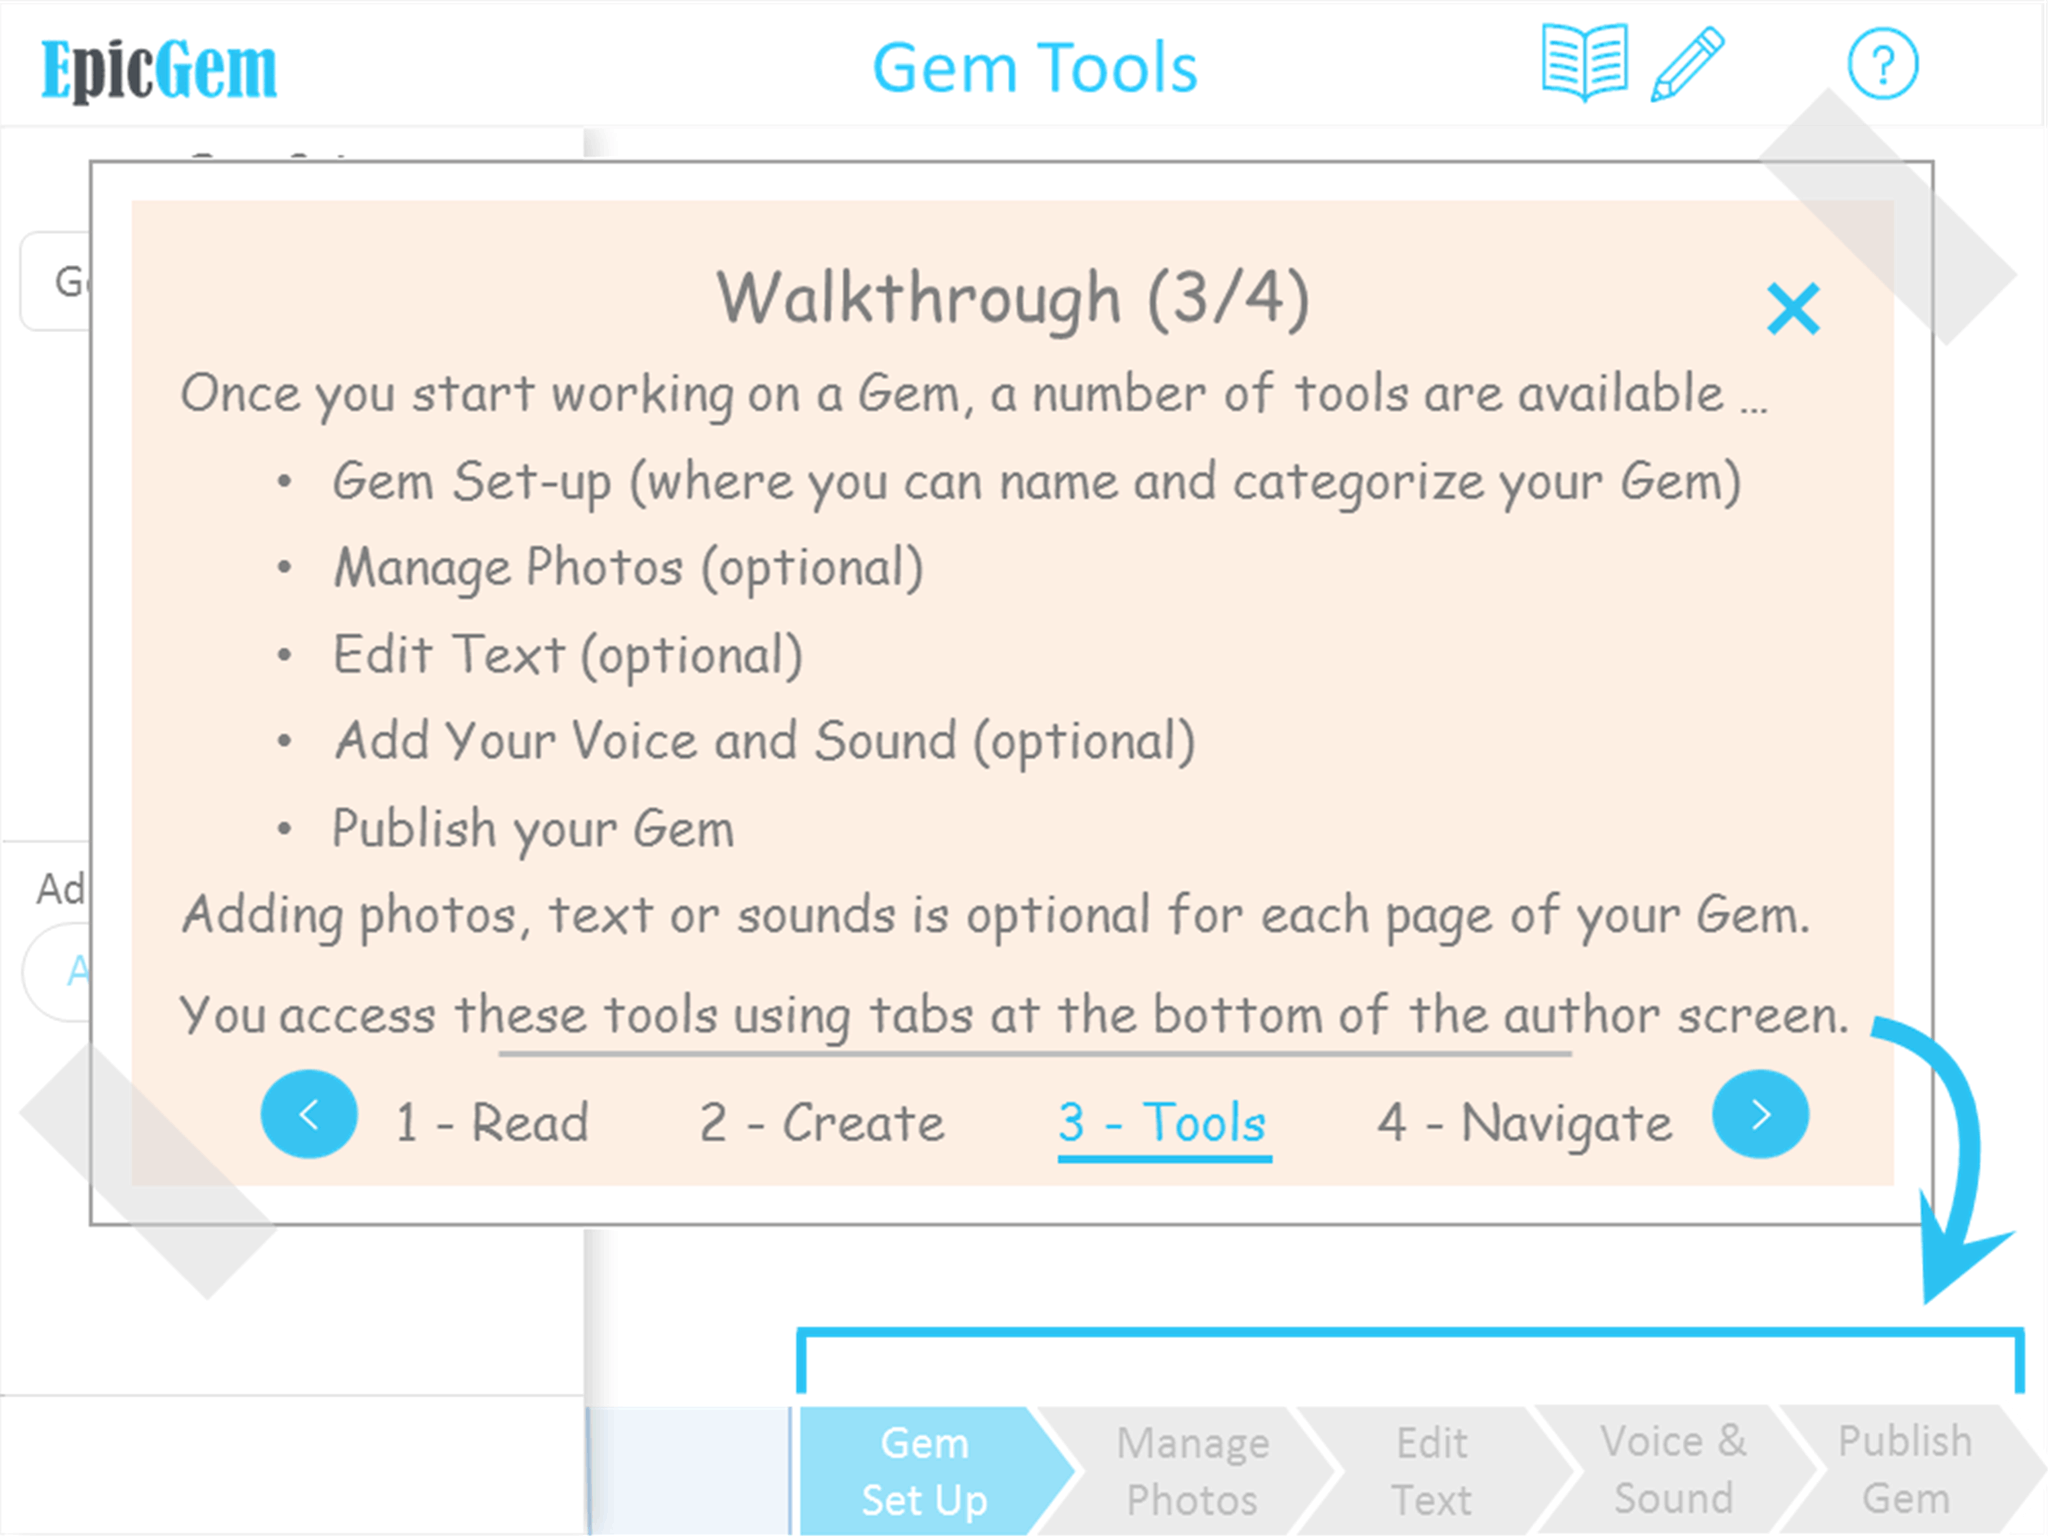 EpicGem
Gem Tools
?
Walkthrough (3/4)
Once you start working on a Gem, a number of tools are available ...
• Gem Set-up (where you can name and categorize your Gem)
• Manage Photos (optional)
• Edit Text (optional)
• Add Your Voice and Sound (optional)
• Publish your Gem
Adding photos, text or sounds is optional for each page of your Gem.
You access these tools using tabs at the bottom of the author screen.
1 - Read
2 - Create
3 - Tools
4 - Navigate
Gem
Set Up
Manage
Photos
Edit
Text
Voice &
Sound
Publish
Gem